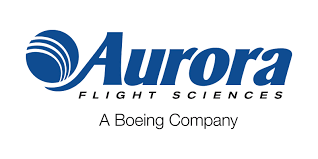 Aurora
FLIGHT SCIENCES
A Boeing Company